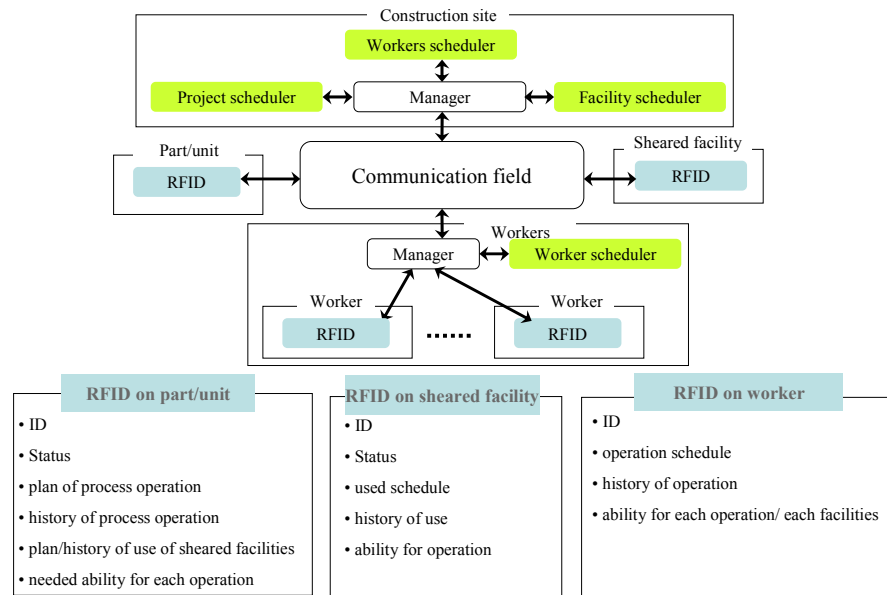 Construction site
Workers scheduler
Project scheduler
Manager
Facility scheduler
Part/unit
RFID
Communication field
Sheared facility
RFID
Workers
Manager
Worker scheduler
Worker
RFID
......
Worker
RFID
RFID on part/unit
• ID
• Status
• plan of process operation
• history of process operation
• plan/history of use of sheared facilities
• needed ability for each operation
RFID on sheared facility
• ID
• Status
• used schedule
• history of use
• ability for operation
RFID on worker
• ID
• operation schedule
• history of operation
• ability for each operation/ each facilities